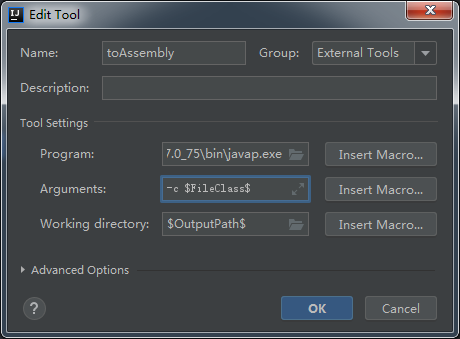 IJ Edit Tool
Name: toAssembly Group: External Tools
Description:
Tool Settings
Program: 7.0_75\bin\javap.exe Insert Macro...
Arguments: -c $FileClass$ Insert Macro...
Working directory: $OutputPath$ Insert Macro...
Advanced Options
? OK Cancel